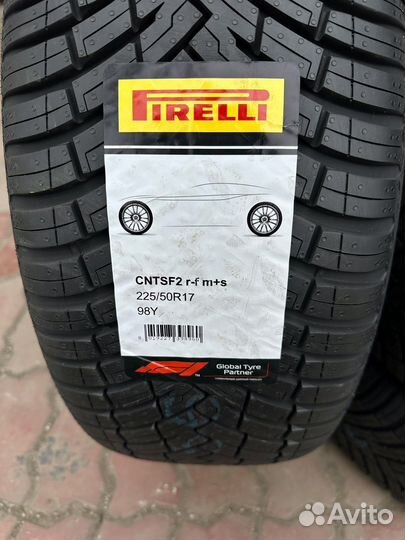 PIRELLI
CNTSF2 r-f m+s
225/50R17
98Y
Global Tyre
Partner
Avito